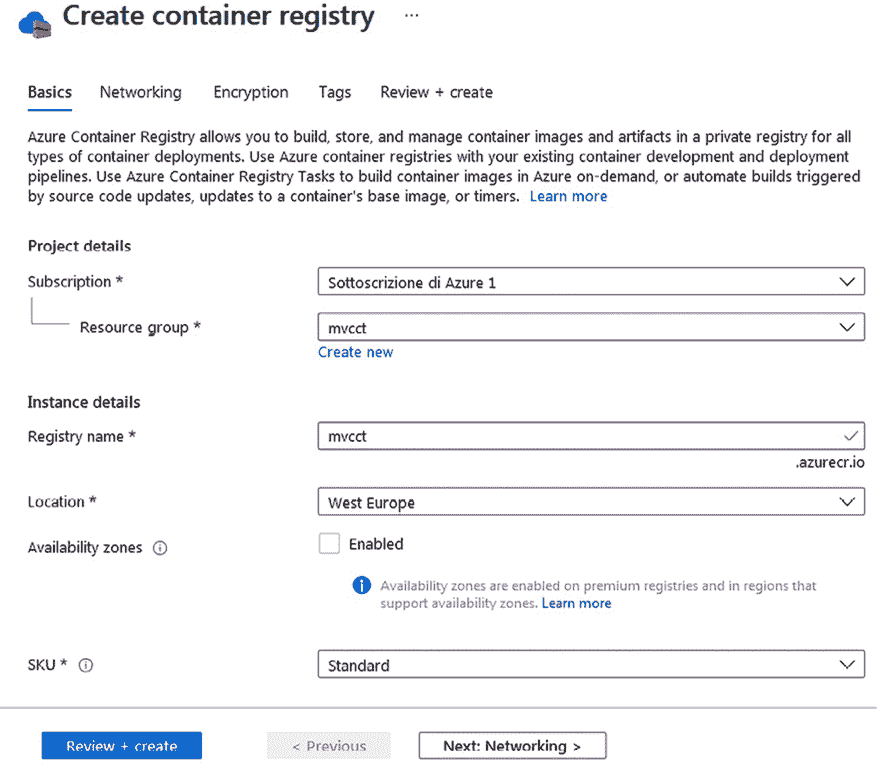 Create container registry ...
Basics Networking Encryption Tags Review + create
Azure Container Registry allows you to build, store, and manage container images and artifacts in a private registry for all
types of container deployments. Use Azure container registries with your existing container development and deployment
pipelines. Use Azure Container Registry Tasks to build container images in Azure on-demand, or automate builds triggered
by source code updates, updates to a container's base image, or timers. Learn more
Project details
Subscription * Sottoscrizione di Azure 1
Resource group * mvcct
Create new
Instance details
Registry name * mvcct
.azurecr.io
Location * West Europe
Availability zones Enabled
Availability zones are enabled on premium registries and in regions that
support availability zones. Learn more
SKU * Standard
Review + create < Previous Next: Networking >